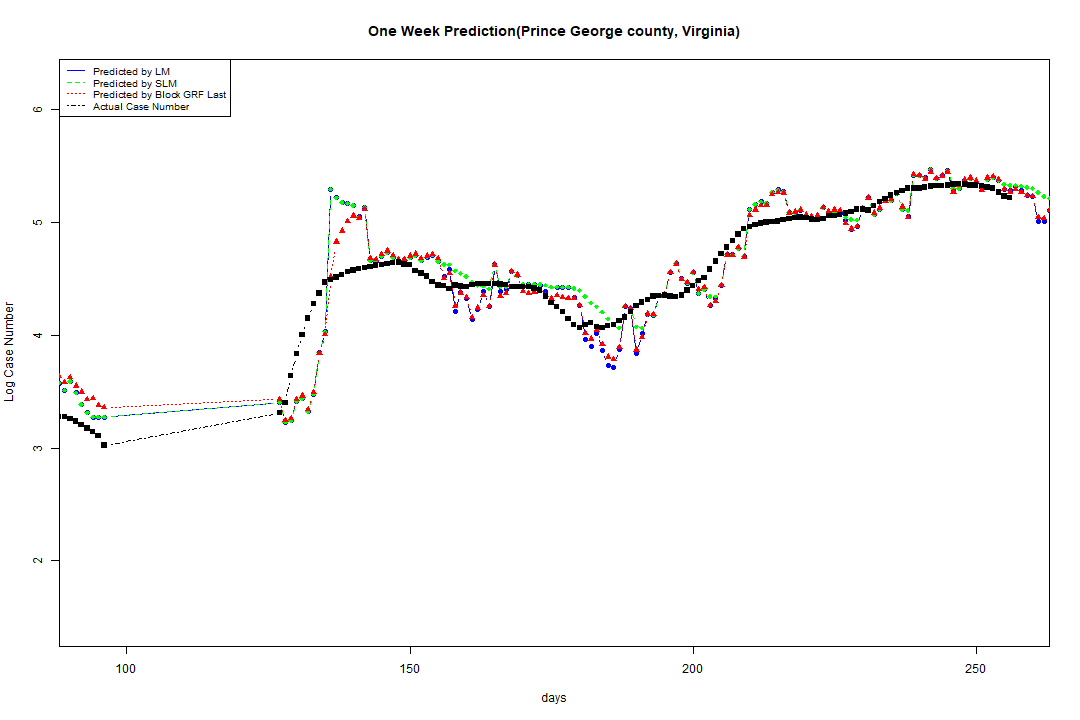 One Week Prediction(Prince George county, Virginia)
Predicted by LM
Predicted by SLM
Predicted by Block GRF Last
Actual Case Number
6
5
4
3
2
Log Case Number
100 150 200 250
days